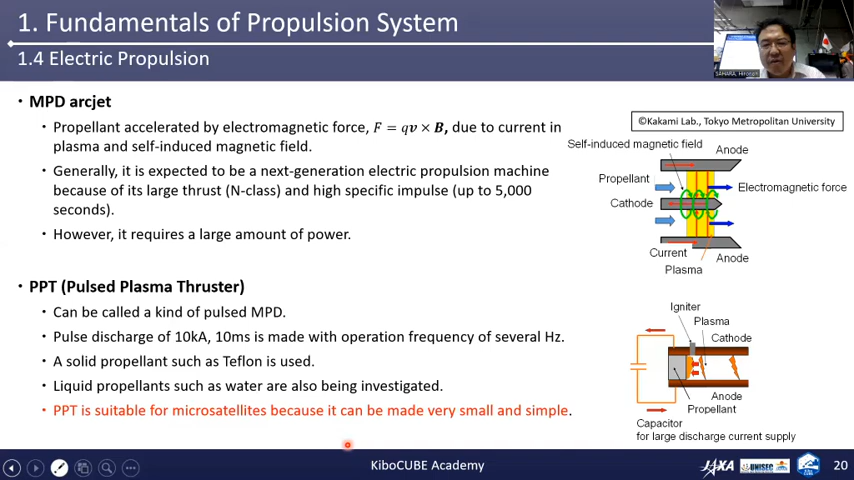 1. Fundamentals of Propulsion System
1.4 Electric Propulsion
SAHARA, Hironori
• MPD arcjet
• Propellant accelerated by electromagnetic force, F = qv × B, due to current in
plasma and self-induced magnetic field.
• Generally, it is expected to be a next-generation electric propulsion machine
because of its large thrust (N-class) and high specific impulse (up to 5,000
seconds).
• However, it requires a large amount of power.
• PPT (Pulsed Plasma Thruster)
• Can be called a kind of pulsed MPD.
• Pulse discharge of 10kA, 10ms is made with operation frequency of several Hz.
• A solid propellant such as Teflon is used.
• Liquid propellants such as water are also being investigated.
• PPT is suitable for microsatellites because it can be made very small and simple.
©Kakami Lab., Tokyo Metropolitan University
Self-induced magnetic field
Anode
Propellant
Electromagnetic force
Cathode
Current
Anode
Plasma
Igniter
Plasma
Cathode
Anode
Propellant
Capacitor
for large discharge current supply
KiboCUBE Academy
JAXA
UNISEC
20